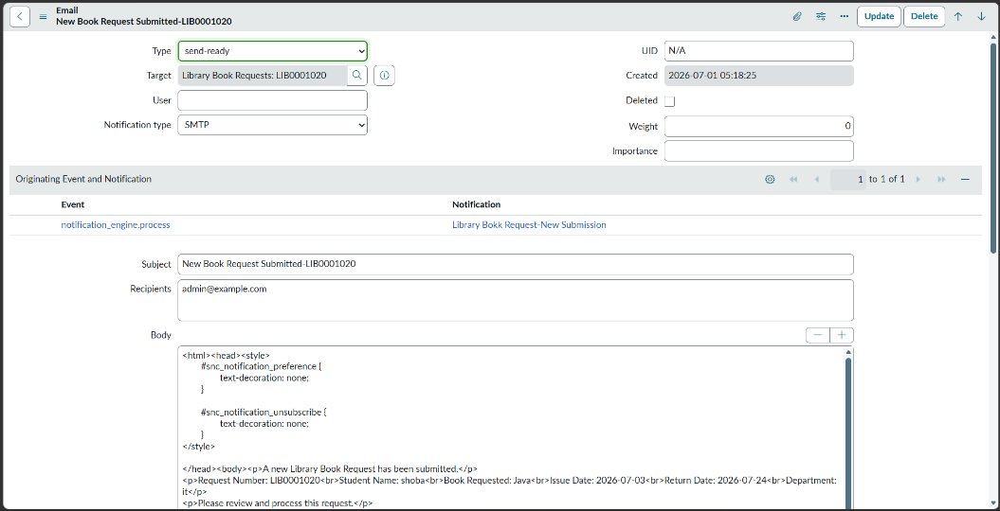 Email
New Book Request Submitted-LIB0001020
Update
Delete
Type
send-ready
UID
N/A
Target
Library Book Requests: LIB0001020
Created
2026-07-01 05:18:25
User
Deleted
Notification type
SMTP
Weight
0
Importance
Originating Event and Notification
1 to 1 of 1
Event
Notification
notification_engine.process
Library Bokk Request-New Submission
Subject
New Book Request Submitted-LIB0001020
Recipients
admin@example.com
Body
<html><head><style>
#snc_notification_preference {
text-decoration: none;
}
#snc_notification_unsubscribe {
text-decoration: none;
}
</style>
</head><body><p>A new Library Book Request has been submitted.</p>
<p>Request Number: LIB0001020<br>Student Name: shoba<br>Book Requested: Java<br>Issue Date: 2026-07-03<br>Return Date: 2026-07-24<br>Department:
it</p>
<p>Please review and process this request.</p>